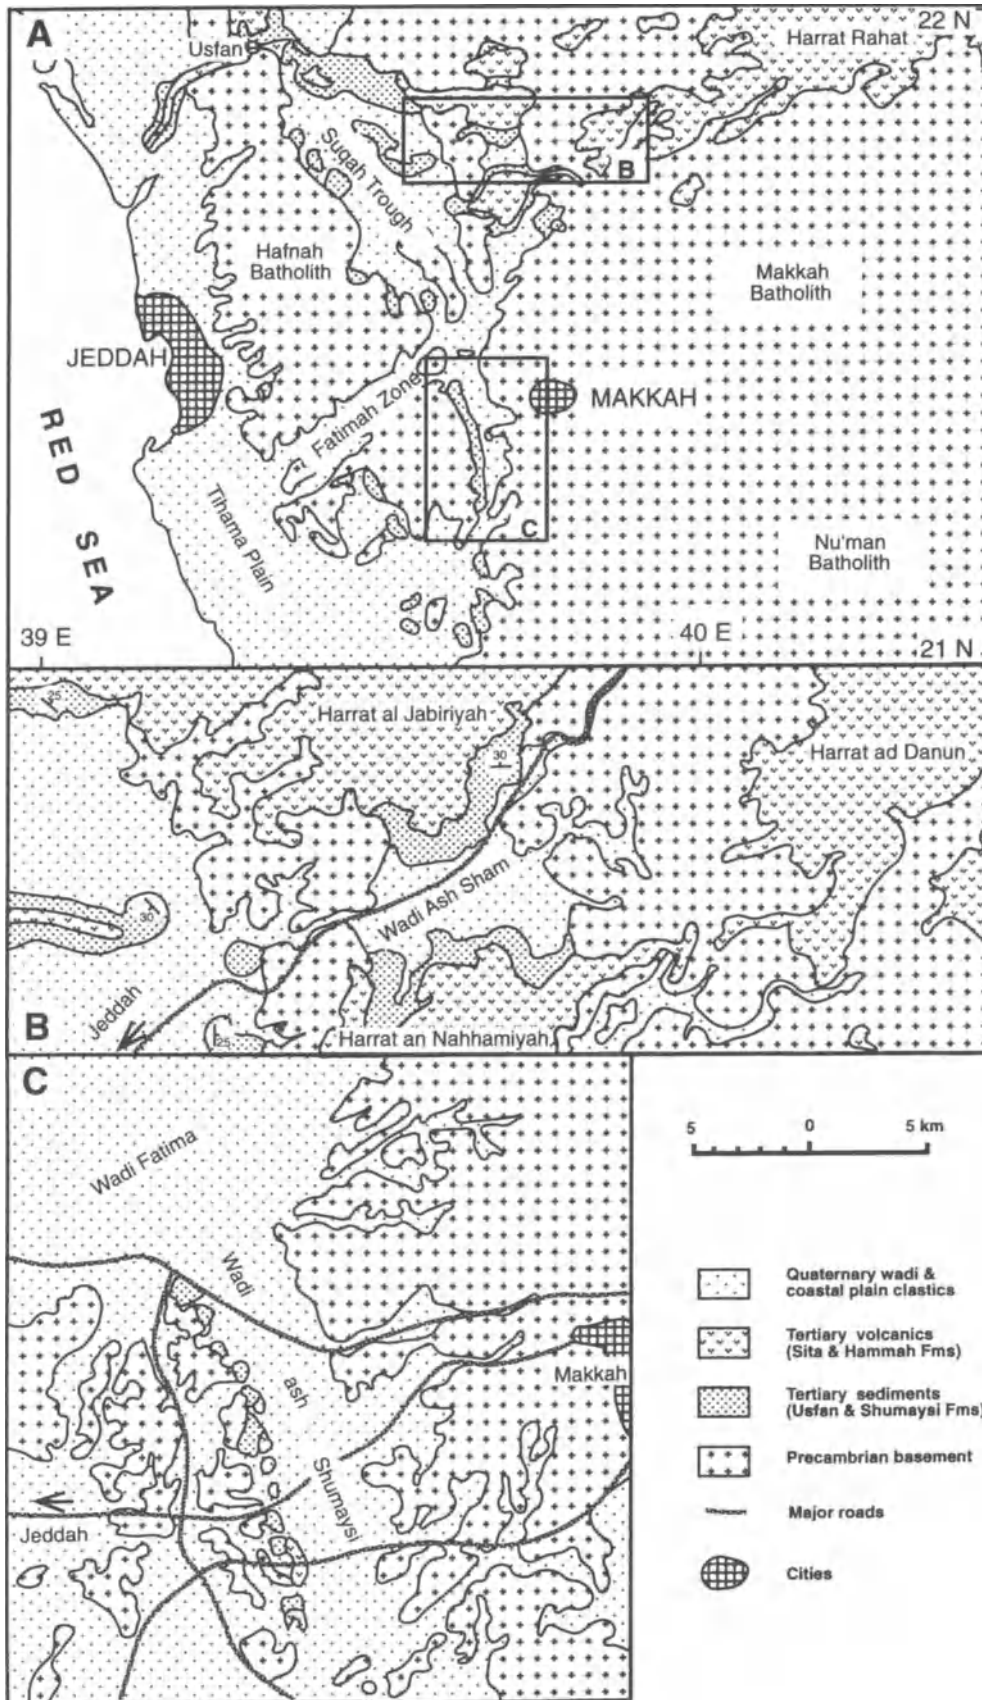 A
Usfan
22 N
Harrat Rahat
Suqah Trough
B
Hafnah
Batholith
Makkah
Batholith
JEDDAH
MAKKAH
Fatimah Zone
RED SEA
Tihama Plain
C
Nu'man
Batholith
39 E
40 E
21 N
25
Harrat al Jabiriyah
30
Harrat ad Danun
30
Wadi Ash Sham
Jeddah
B
25
Harrat an Nahhamiyah
C
Wadi Fatima
Wadi
ash
Shumaysi
Makkah
Jeddah
5 0 5 km
Quaternary wadi &
coastal plain clastics
Tertiary volcanics
(Sita & Hammah Fms)
Tertiary sediments
(Usfan & Shumaysi Fms)
Precambrian basement
Major roads
Cities